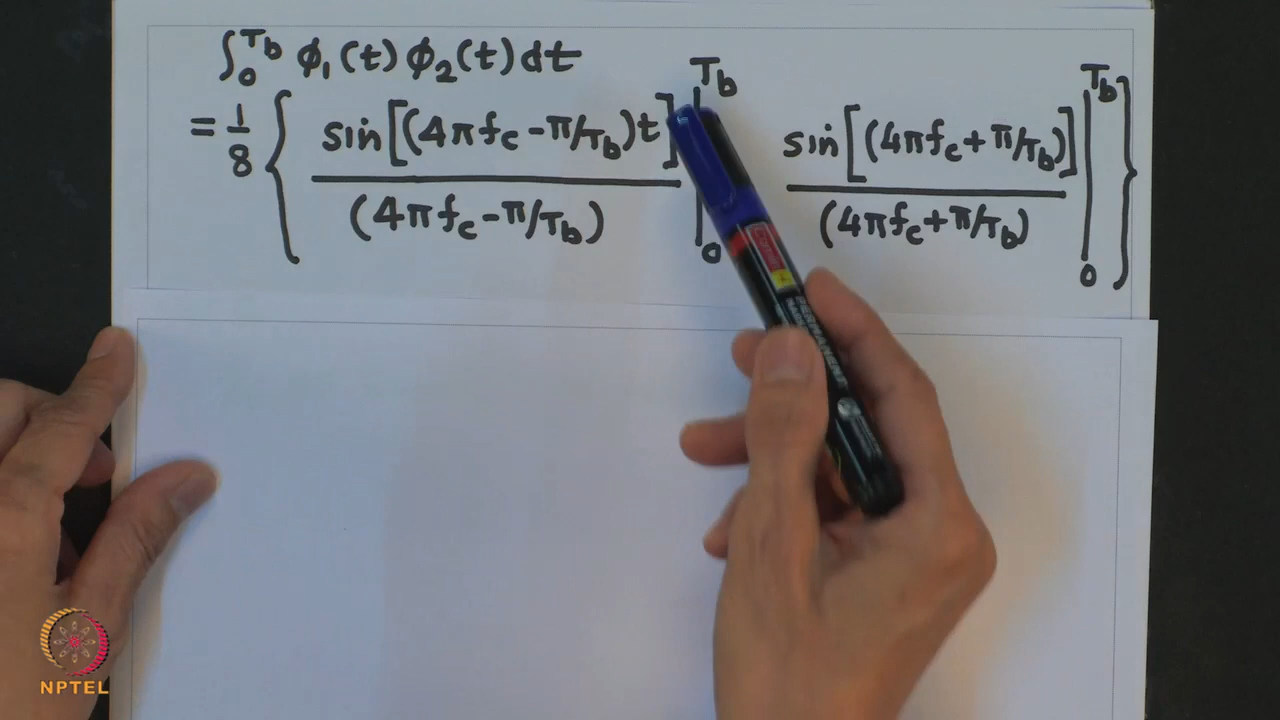 ∫₀^Tb φ₁(t) φ₂(t) dt
= 1/8 { sin[(4πfc - π/Tb)t] / (4πfc - π/Tb) |₀^Tb sin[(4πfc + π/Tb)] / (4πfc + π/Tb) |₀^Tb }
NPTEL